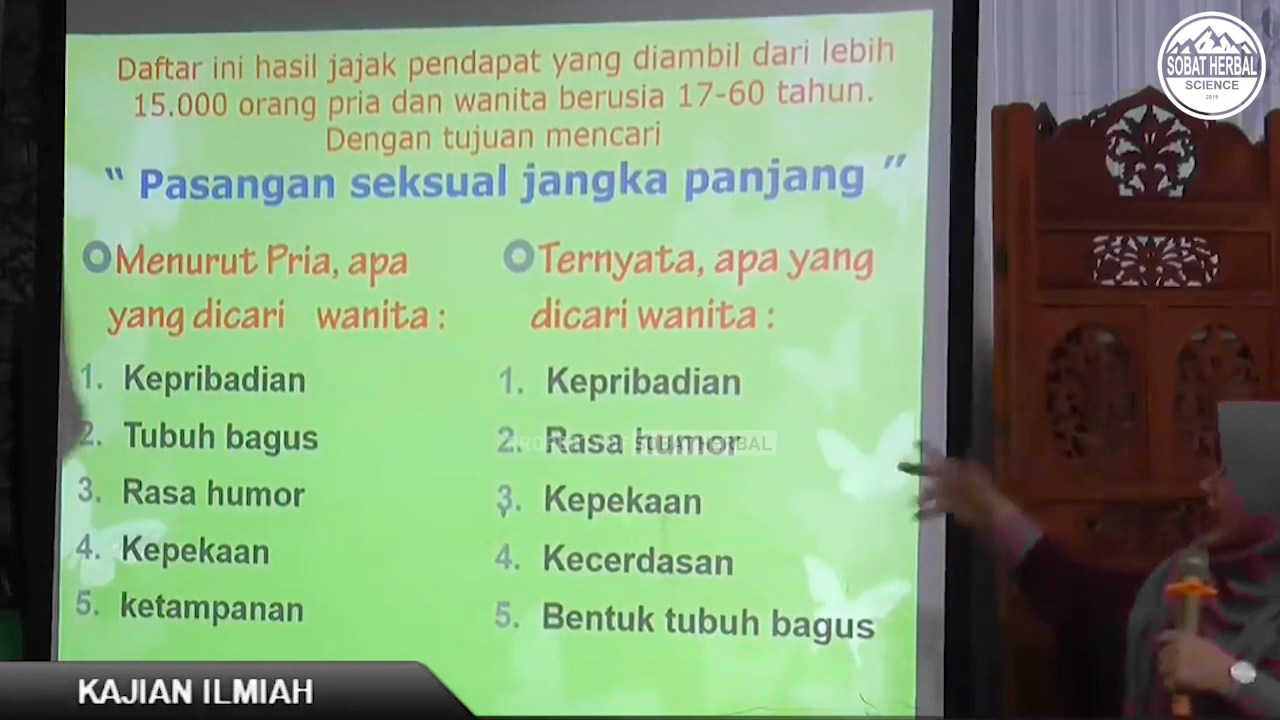 Daftar ini hasil jajak pendapat yang diambil dari lebih
15.000 orang pria dan wanita berusia 17-60 tahun.
Dengan tujuan mencari
“ Pasangan seksual jangka panjang ”
Menurut Pria, apa
yang dicari wanita :
1. Kepribadian
2. Tubuh bagus
3. Rasa humor
4. Kepekaan
5. ketampanan
Ternyata, apa yang
dicari wanita :
1. Kepribadian
2. Rasa humor
3. Kepekaan
4. Kecerdasan
5. Bentuk tubuh bagus
SOBATHERBAL
SOBAT HERBAL
SCIENCE
2019
KAJIAN ILMIAH